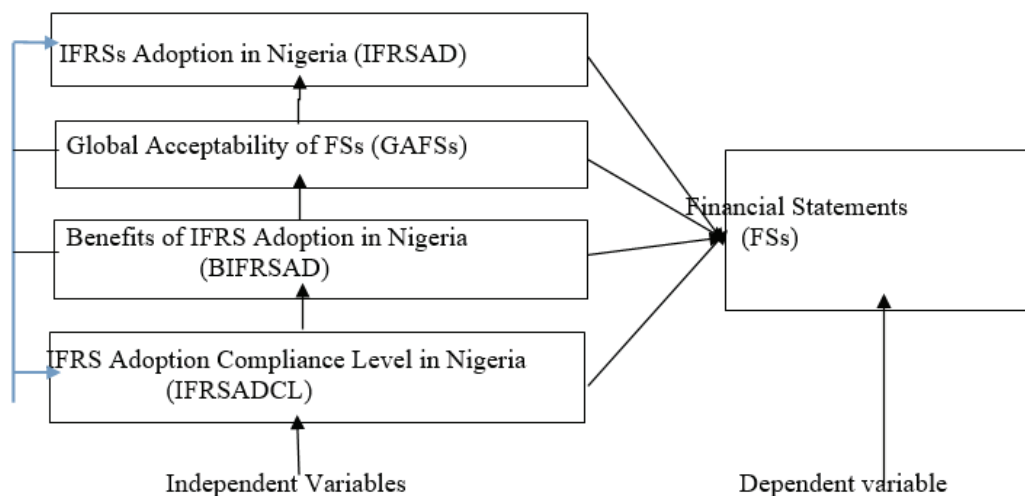 IFRSs Adoption in Nigeria (IFRSAD)
Global Acceptability of FSs (GAFSs)
Benefits of IFRS Adoption in Nigeria
(BIFRSAD)
IFRS Adoption Compliance Level in Nigeria
(IFRSADCL)
Independent Variables
Financial Statements
(FSs)
Dependent variable